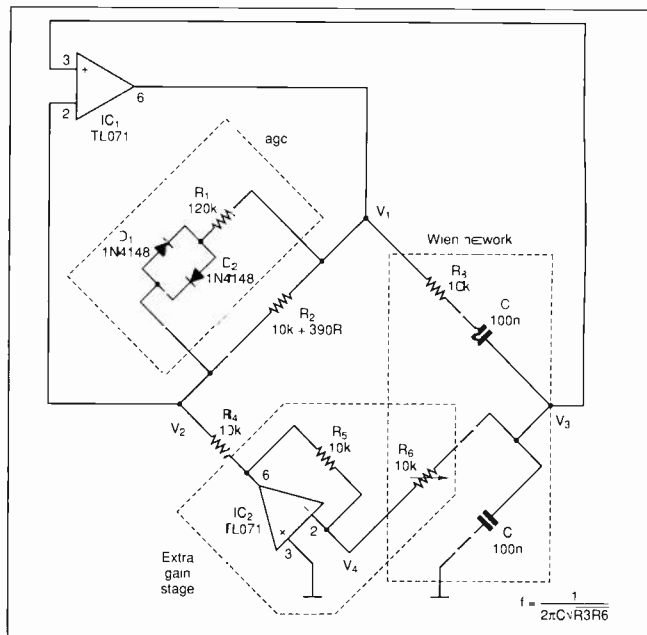 3
+
6
2
IC1
TL071
agc
R1
120k
D1
1N4148
D2
1N4148
R2
10k + 390R
V1
Wien network
R3
10k
C
100n
V2
V3
R4
10k
R5
10k
R6
10k
6
IC2
TL071
+
-
3
2
V4
C
100n
Extra
gain
stage
f = 1 / 2πC√R3R6